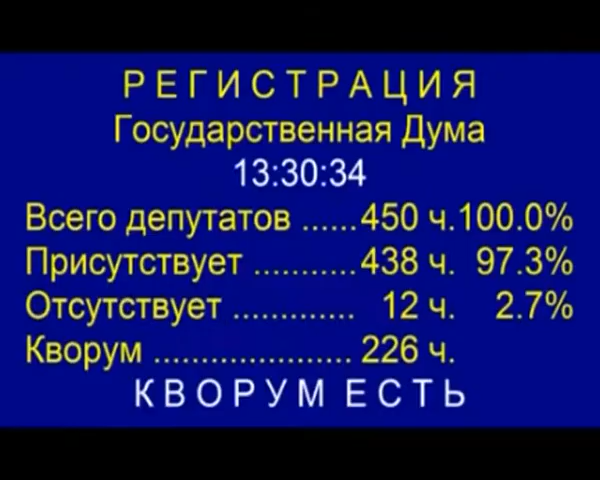 РЕГИСТРАЦИЯ
Государственная Дума
13:30:34
Всего депутатов ......450 ч.100.0%
Присутствует ............438 ч. 97.3%
Отсутствует ............. 12 ч. 2.7%
Кворум ..................... 226 ч.
КВОРУМ ЕСТЬ